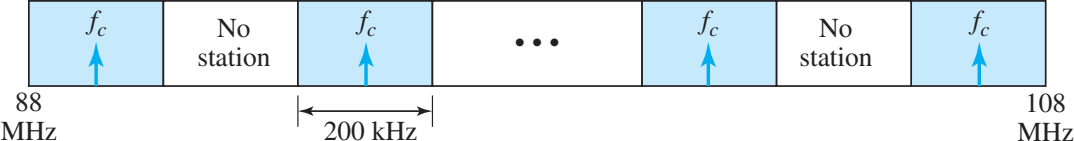 f_c
No
station
f_c
•••
f_c
No
station
f_c
88
MHz
200 kHz
108
MHz